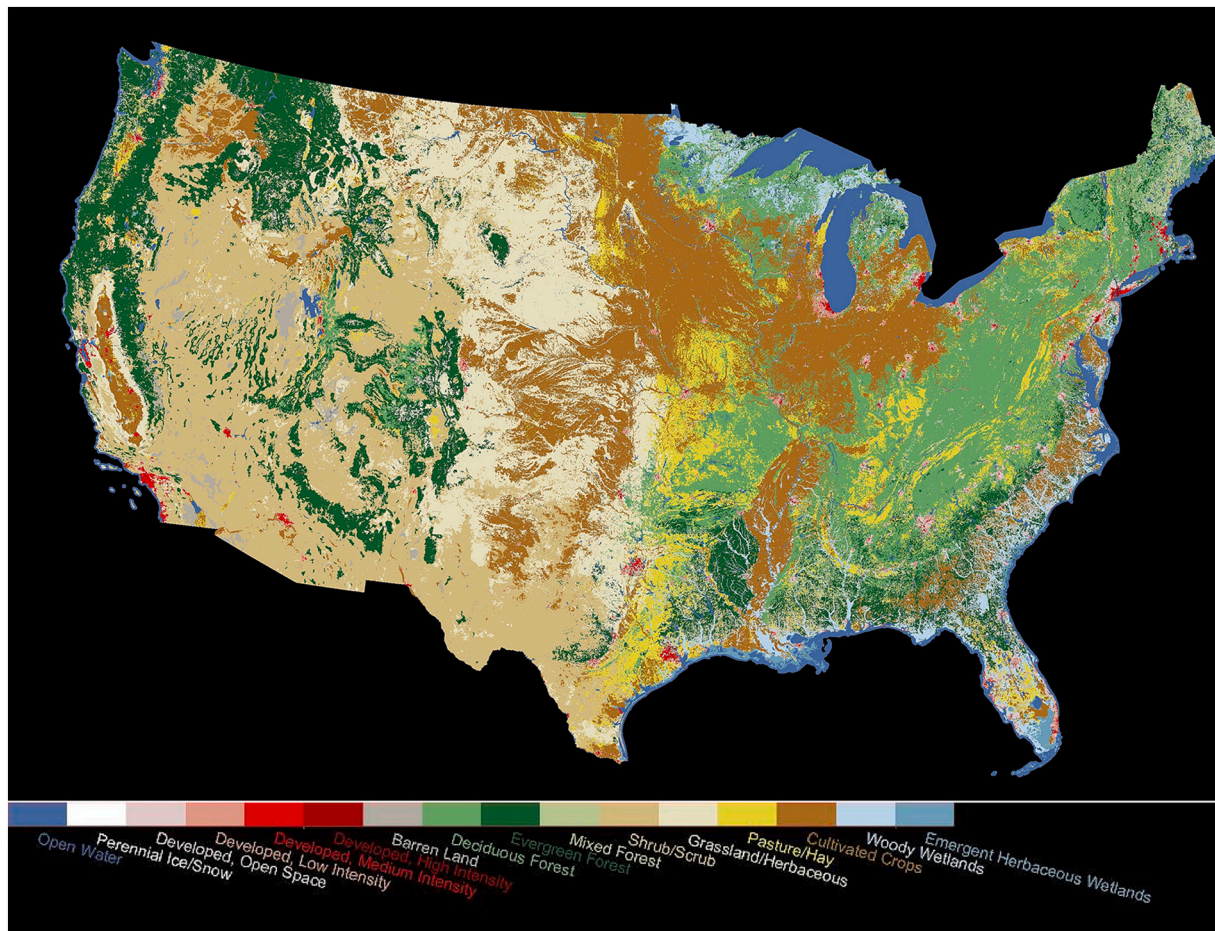 Open Water
Perennial Ice/Snow
Developed, Open Space
Developed, Low Intensity
Developed, Medium Intensity
Developed, High Intensity
Barren Land
Deciduous Forest
Evergreen Forest
Mixed Forest
Shrub/Scrub
Grassland/Herbaceous
Pasture/Hay
Cultivated Crops
Woody Wetlands
Emergent Herbaceous Wetlands